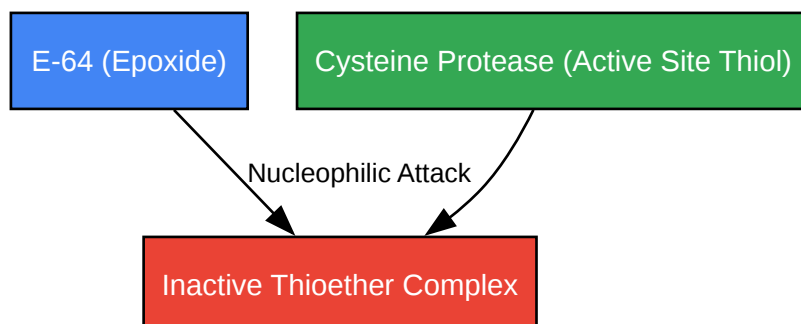 E-64 (Epoxide)
Cysteine Protease (Active Site Thiol)
Nucleophilic Attack
Inactive Thioether Complex